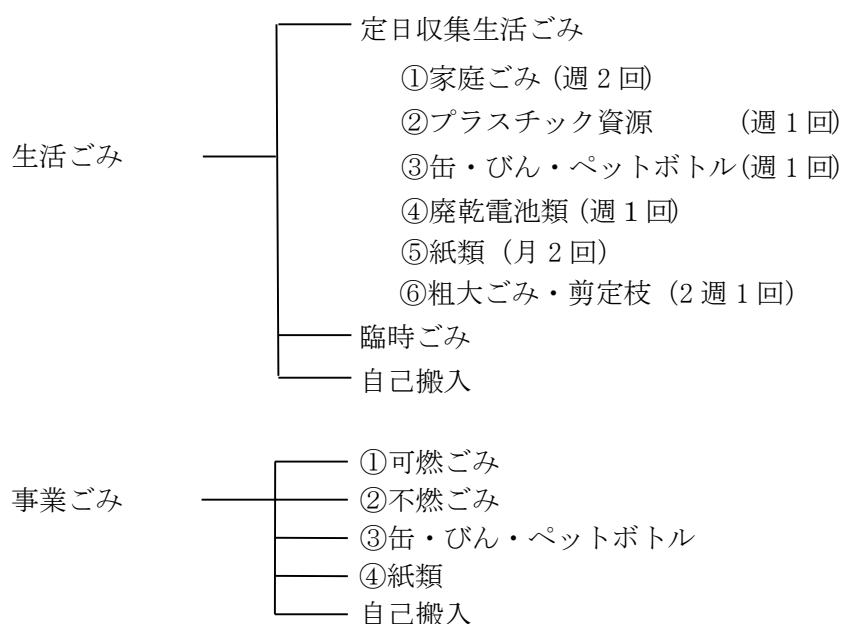 定日収集生活ごみ
①家庭ごみ (週 2 回)
②プラスチック資源 (週 1 回)
生活ごみ
③缶・びん・ペットボトル(週 1 回)
④廃乾電池類 (週 1 回)
⑤紙類 (月 2 回)
⑥粗大ごみ・剪定枝 (2 週 1 回)
臨時ごみ
自己搬入
①可燃ごみ
事業ごみ
②不燃ごみ
③缶・びん・ペットボトル
④紙類
自己搬入